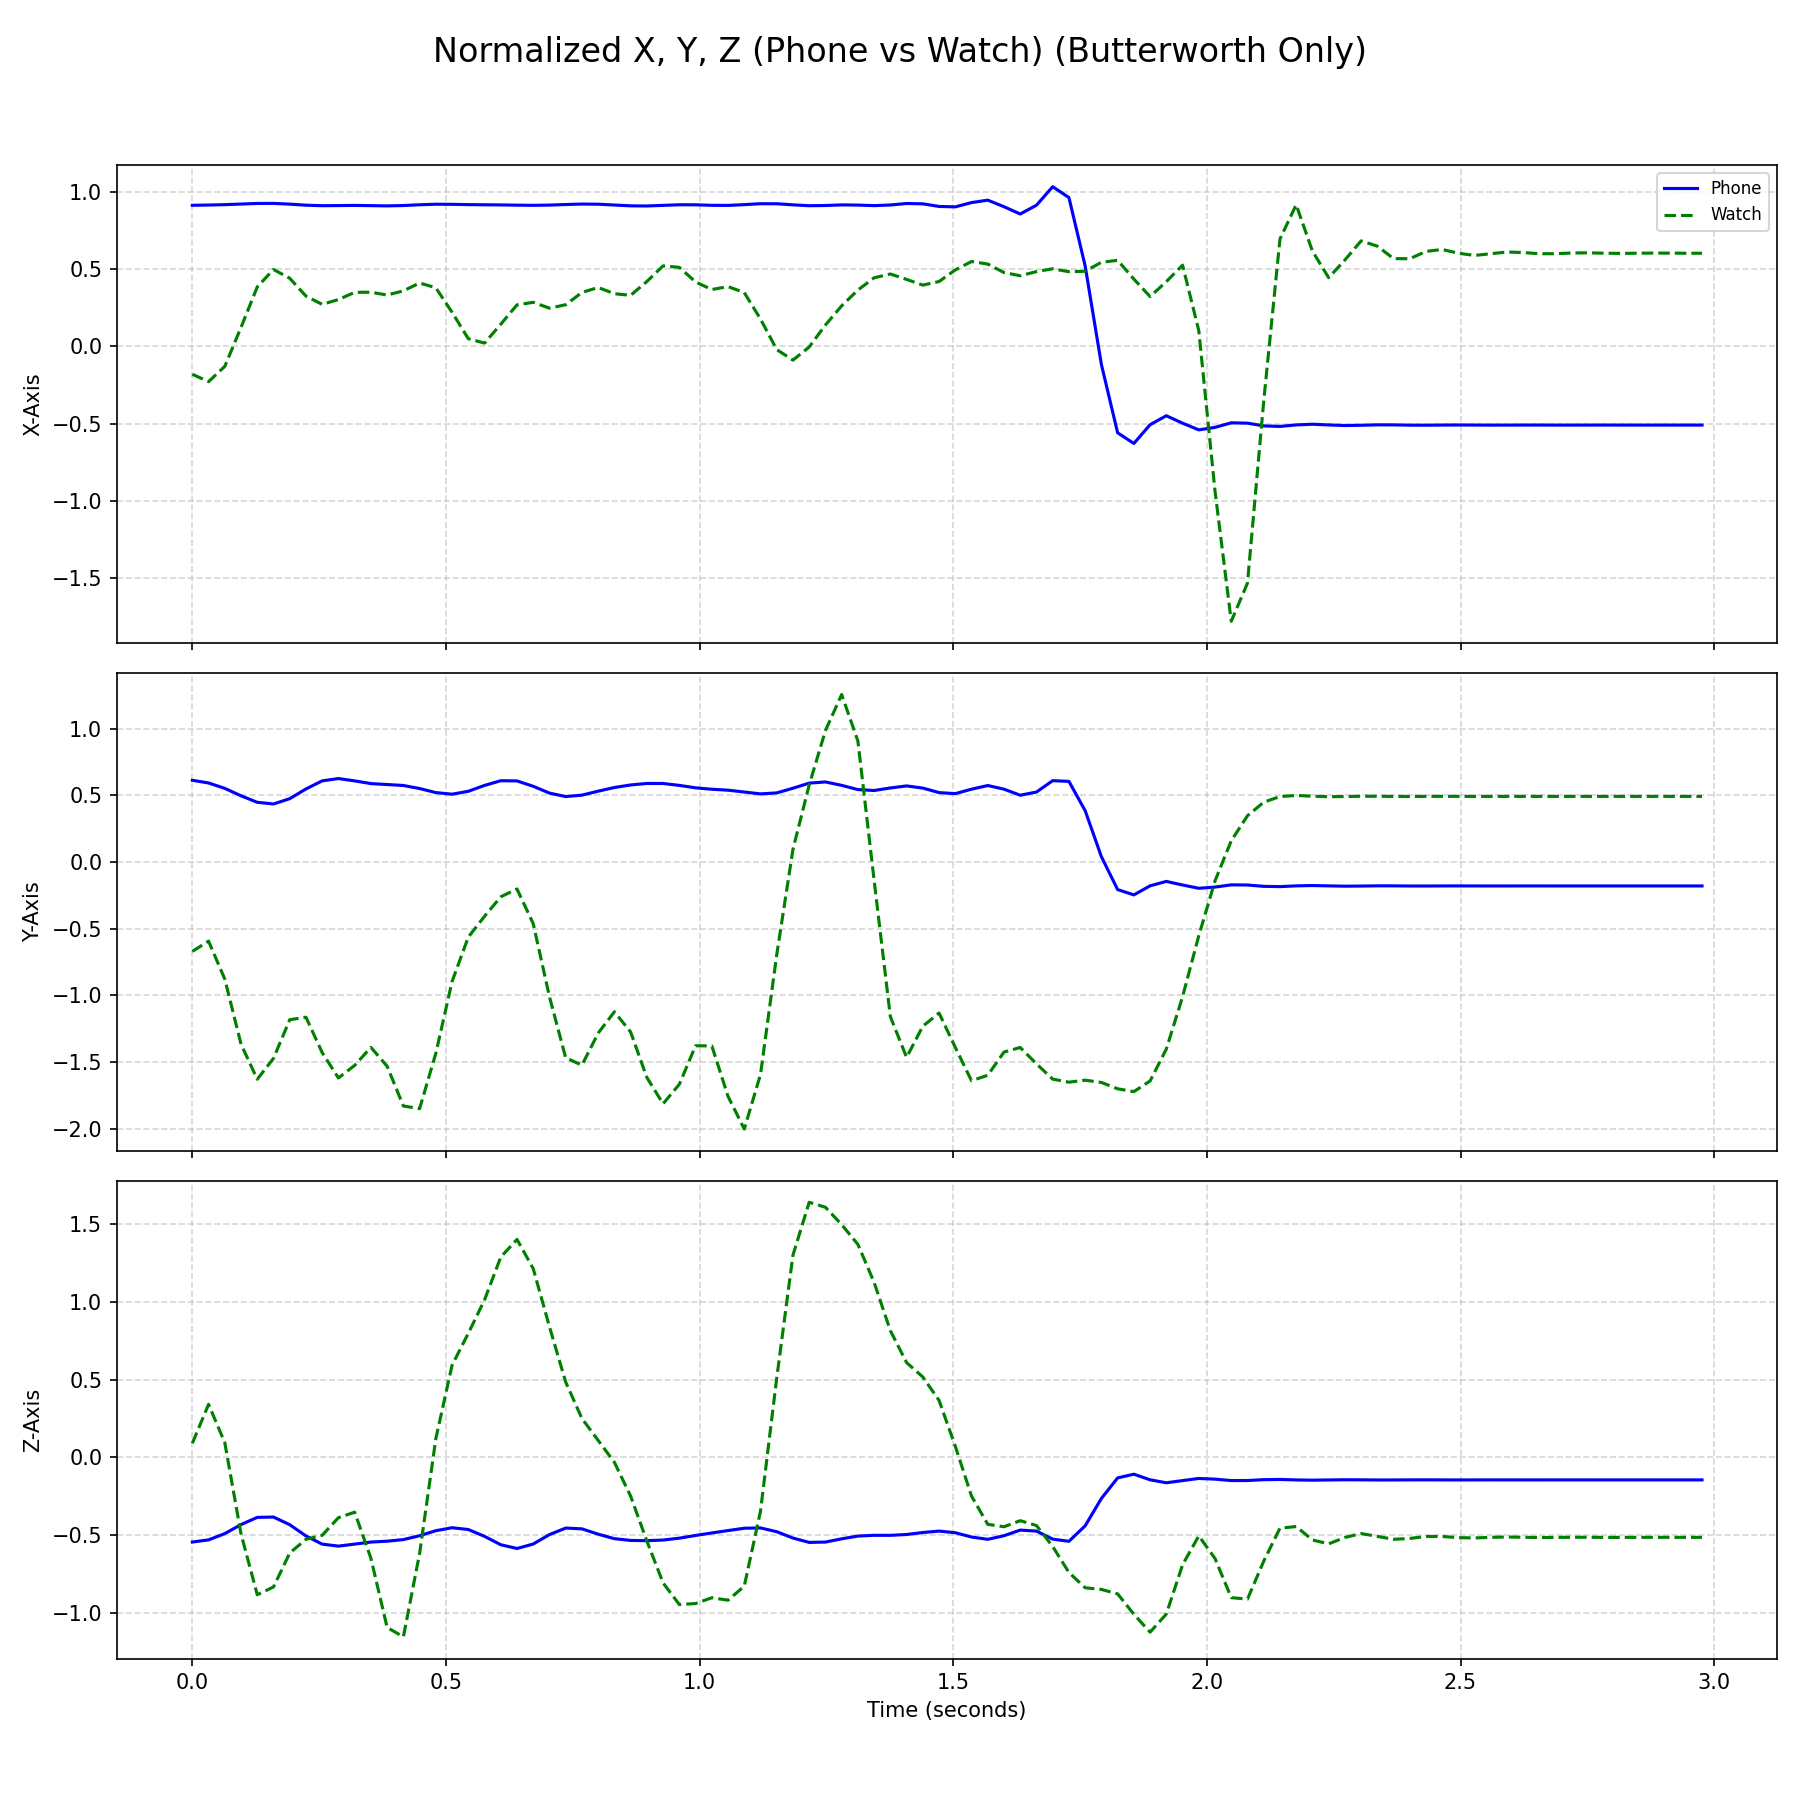 Normalized X, Y, Z (Phone vs Watch) (Butterworth Only)
Phone
Watch
1.0
0.5
0.0
−0.5
−1.0
−1.5
X-Axis
1.0
0.5
0.0
−0.5
−1.0
−1.5
−2.0
Y-Axis
1.5
1.0
0.5
0.0
−0.5
−1.0
Z-Axis
0.0 0.5 1.0 1.5 2.0 2.5 3.0
Time (seconds)